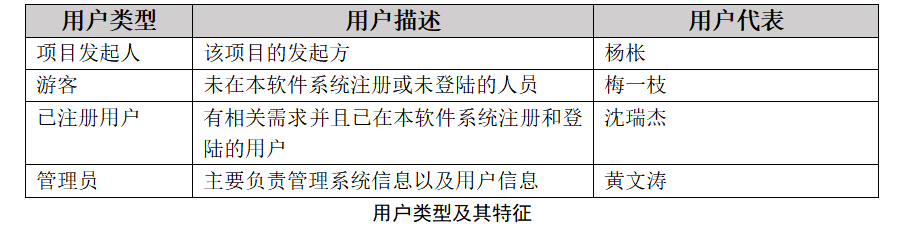 用户类型 用户描述 用户代表
项目发起人 该项目的发起方 杨枨
游客 未在本软件系统注册或未登陆的人员 梅一枝
已注册用户 有相关需求并且已在本软件系统注册和登 沈瑞杰
陆的用户
管理员 主要负责管理系统信息以及用户信息 黄文涛
用户类型及其特征